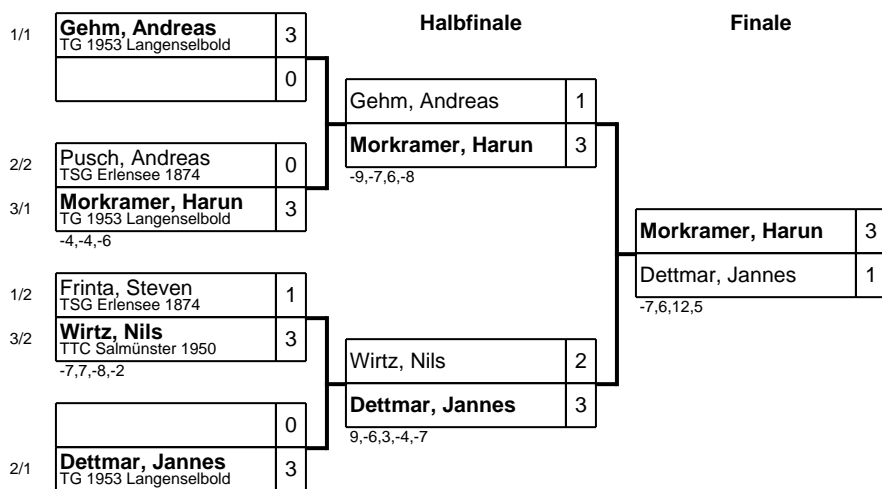 Halbfinale
Finale
1/1
Gehm, Andreas
TG 1953 Langenselbold
3
0
2/2
Pusch, Andreas
TSG Erlensee 1874
0
3/1
Morkramer, Harun
TG 1953 Langenselbold
3
-4,-4,-6
1/2
Frinta, Steven
TSG Erlensee 1874
1
3/2
Wirtz, Nils
TTC Salmünster 1950
3
-7,7,-8,-2
0
2/1
Dettmar, Jannes
TG 1953 Langenselbold
3
Gehm, Andreas
1
Morkramer, Harun
3
-9,-7,6,-8
Wirtz, Nils
2
Dettmar, Jannes
3
9,-6,3,-4,-7
Morkramer, Harun
3
Dettmar, Jannes
1
-7,6,12,5